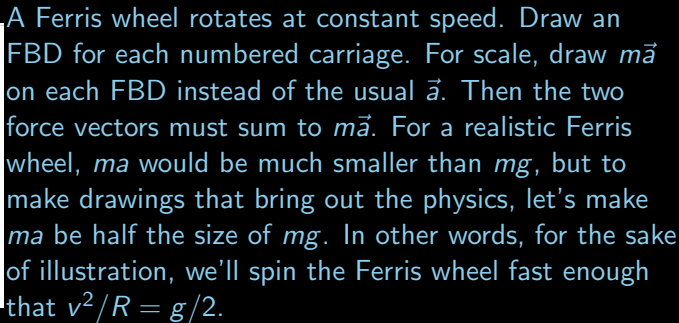 A Ferris wheel rotates at constant speed. Draw an
FBD for each numbered carriage. For scale, draw ma⃗
on each FBD instead of the usual a⃗. Then the two
force vectors must sum to ma⃗. For a realistic Ferris
wheel, ma would be much smaller than mg, but to
make drawings that bring out the physics, let's make
ma be half the size of mg. In other words, for the sake
of illustration, we'll spin the Ferris wheel fast enough
that v²/R = g/2.